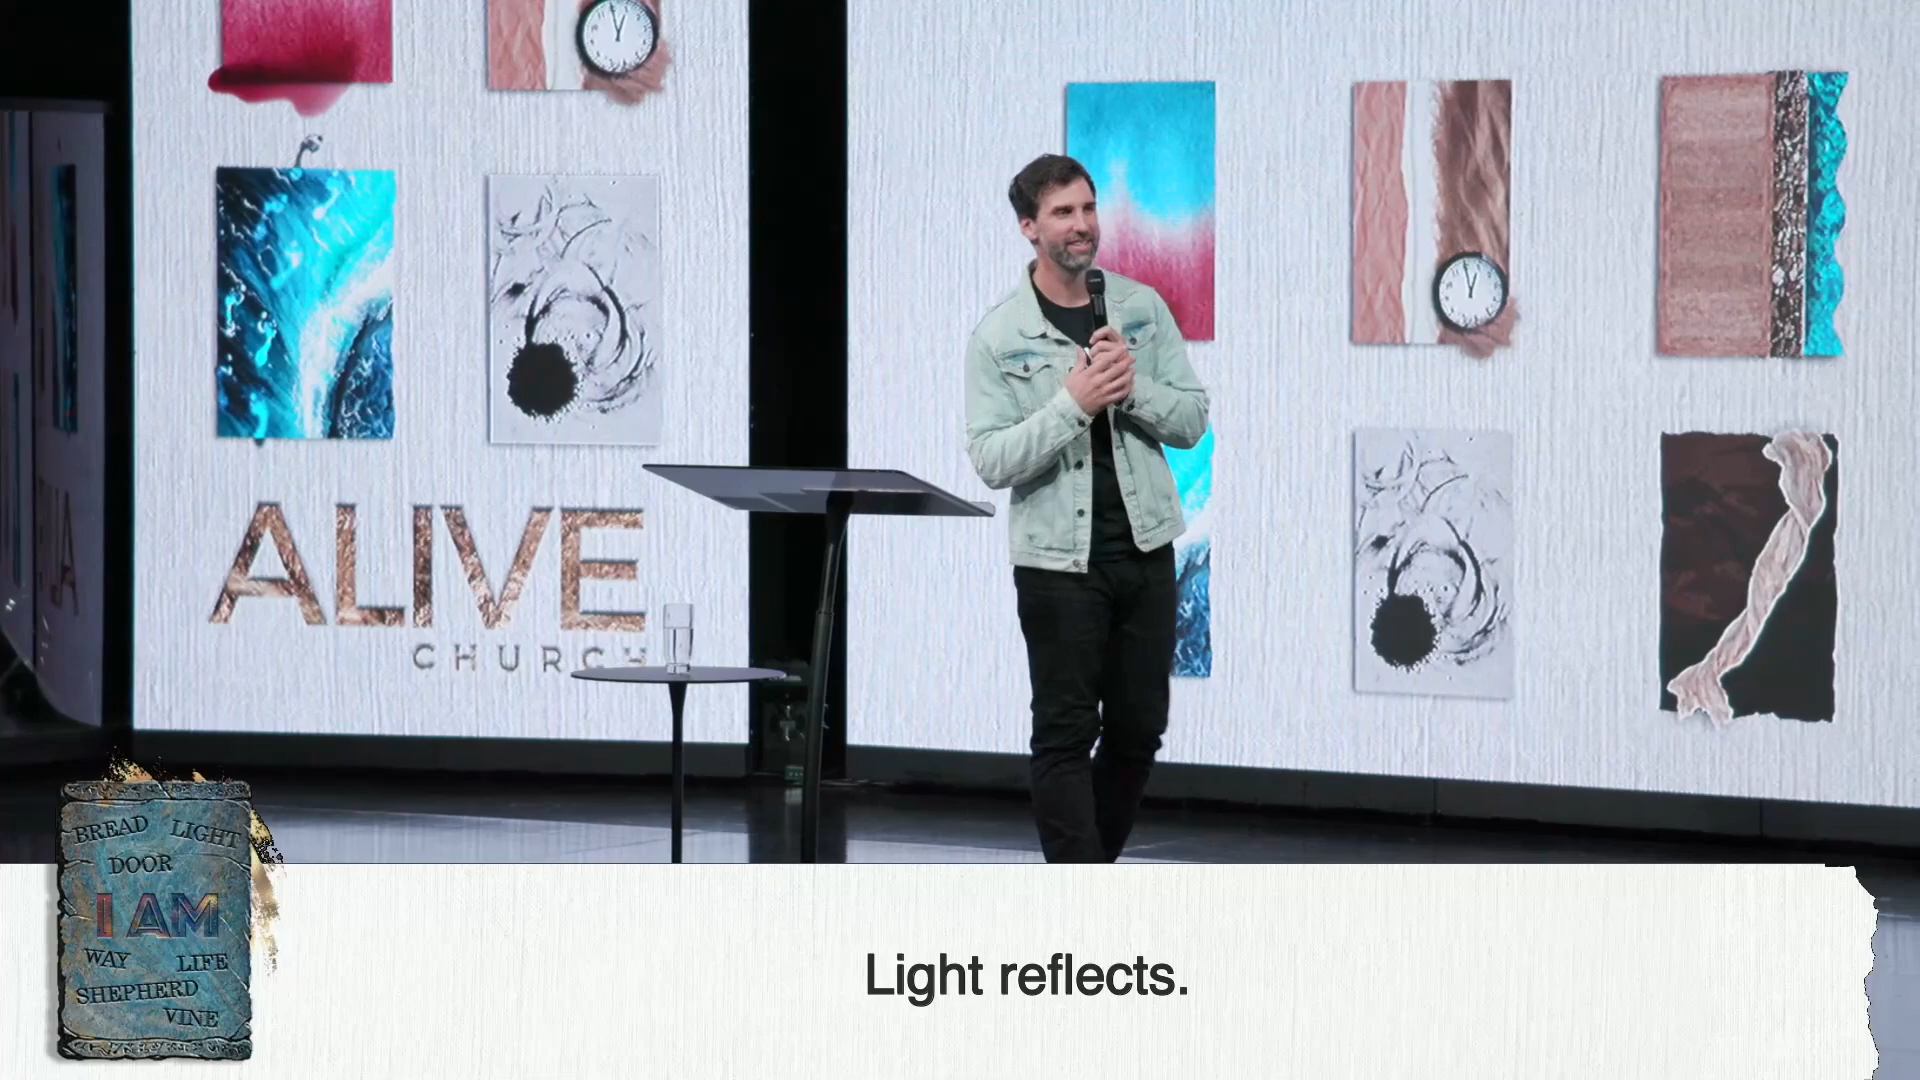 ALIVE
CHURCH
BREAD LIGHT
DOOR
I AM
WAY LIFE
SHEPHERD
VINE
Light reflects.